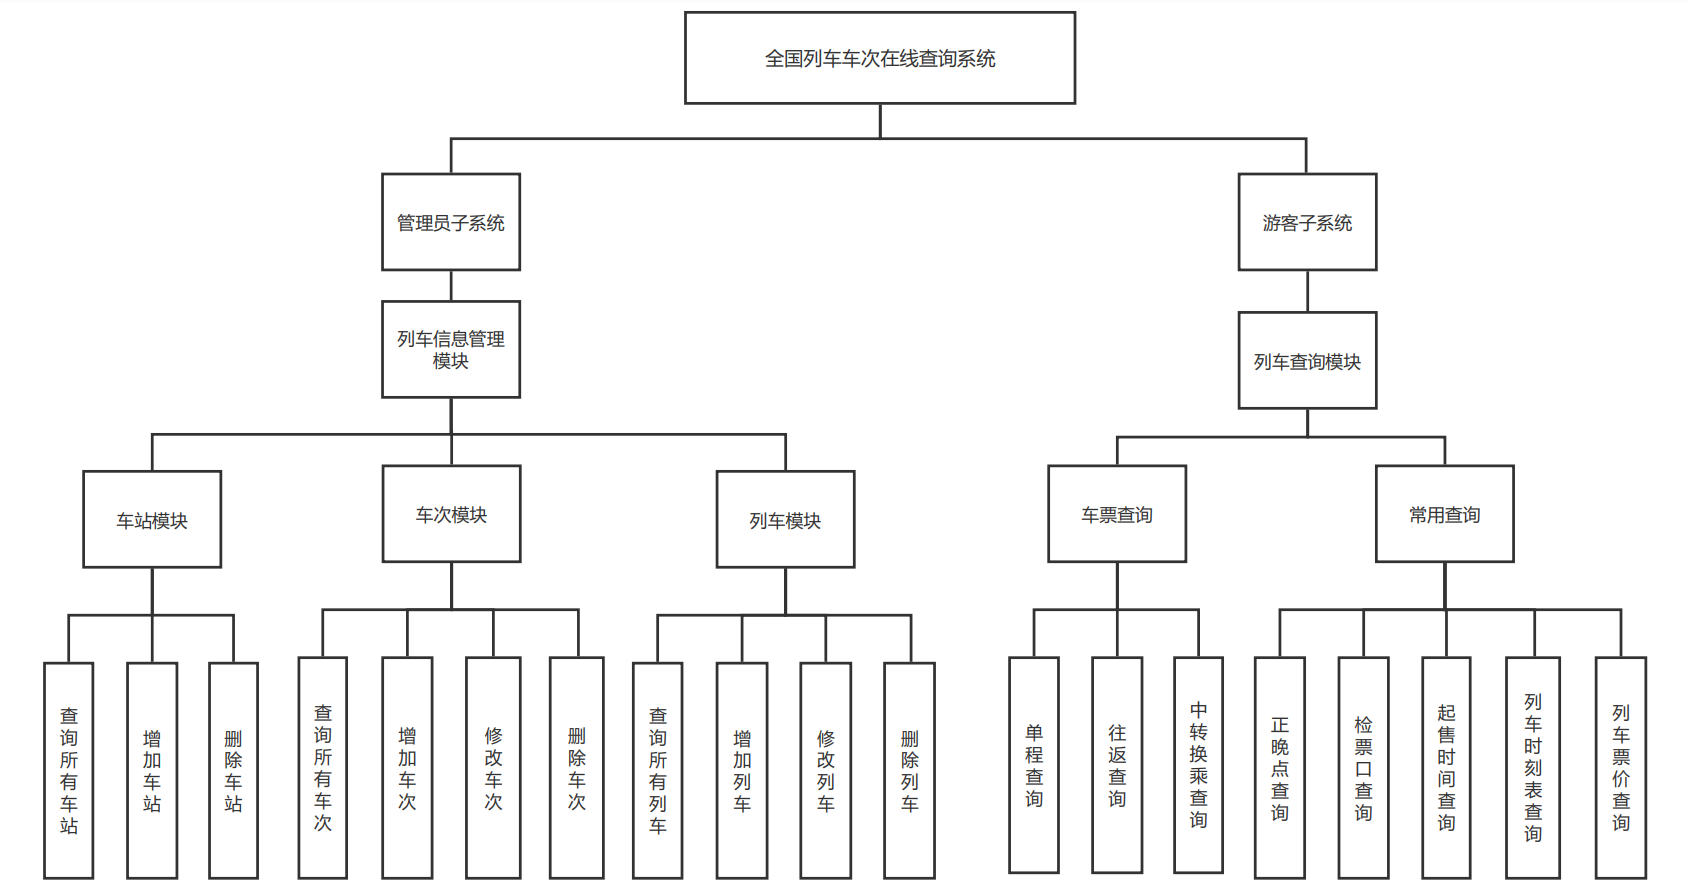 全国列车车次在线查询系统
管理员子系统
游客子系统
列车信息管理
模块
列车查询模块
车站模块
车次模块
列车模块
车票查询
常用查询
查询所有车站
增加车站
删除车站
查询所有车次
增加车次
修改车次
删除车次
查询所有列车
增加列车
修改列车
删除列车
单程查询
往返查询
中转换乘查询
正晚点查询
检票口查询
起售时间查询
列车时刻表查询
列车票价查询